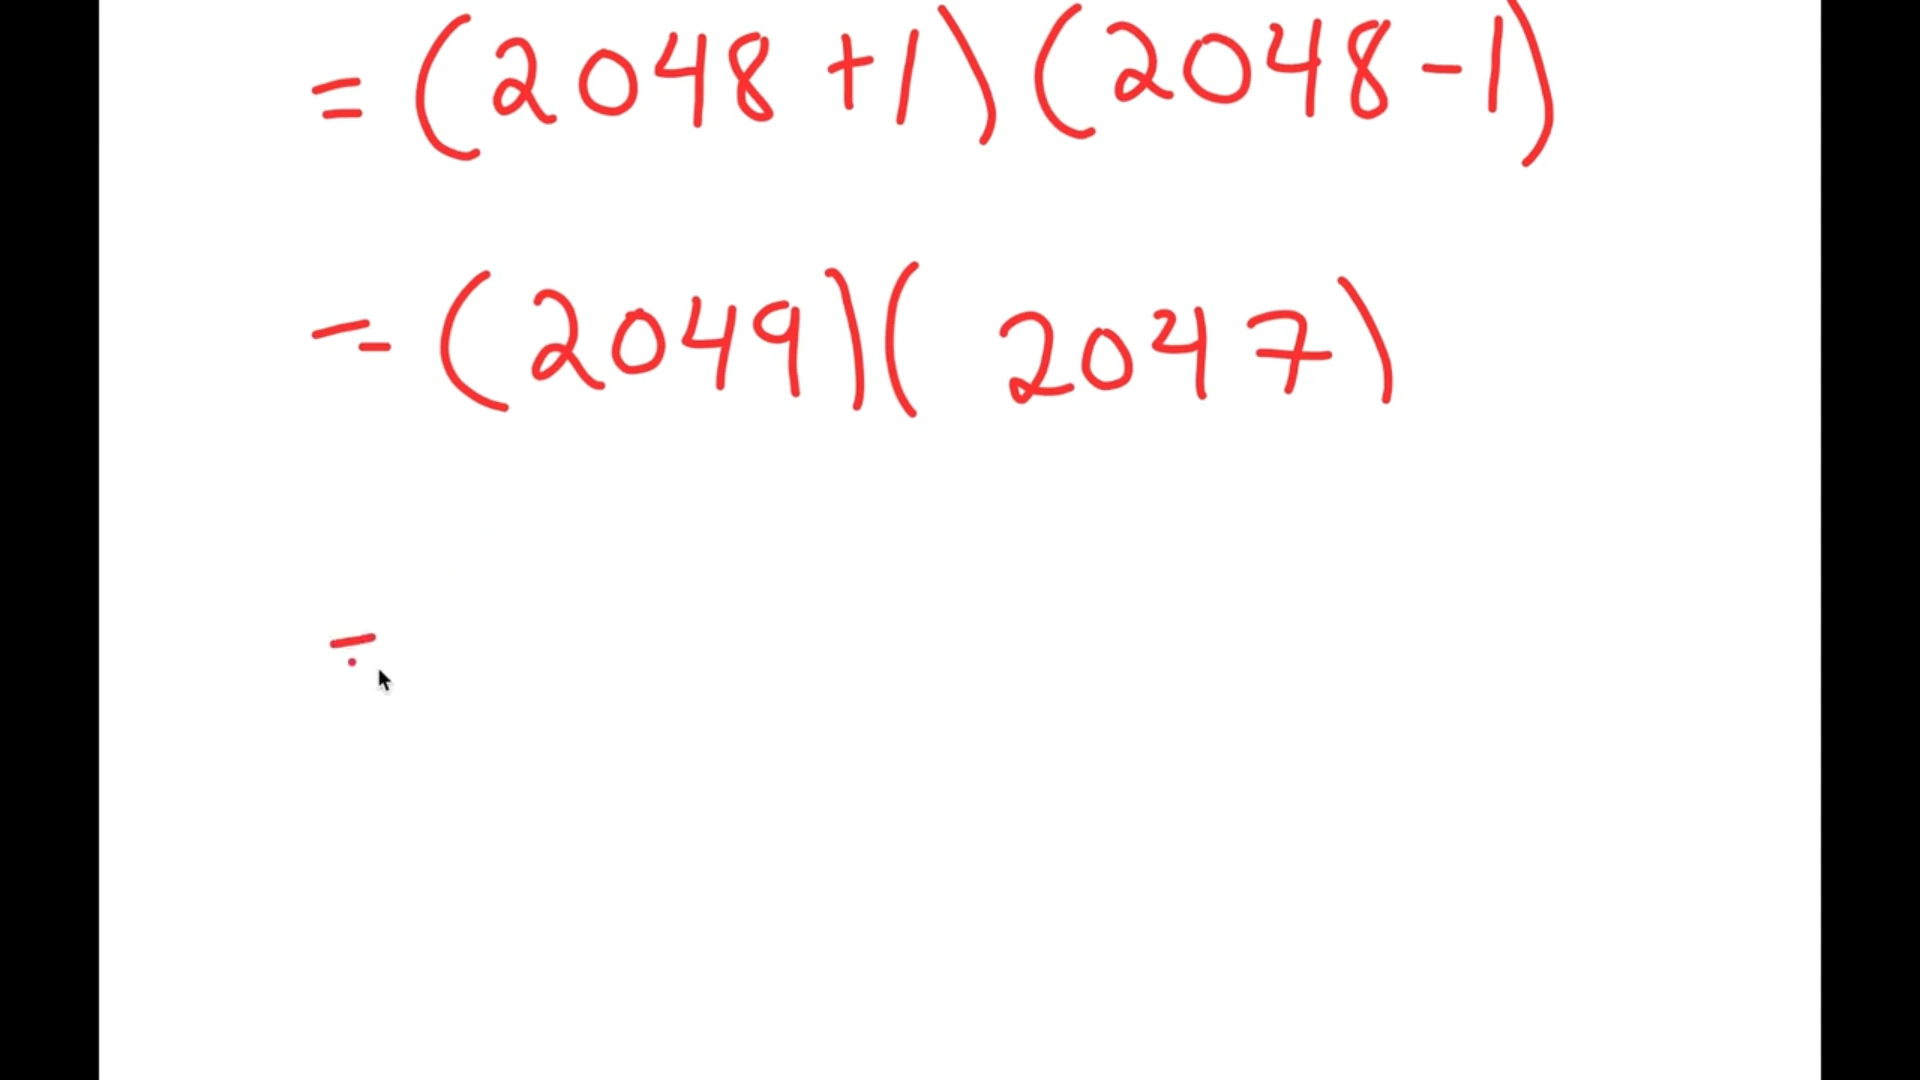 = (2048+1)(2048-1)
= (2049)(2047)
=